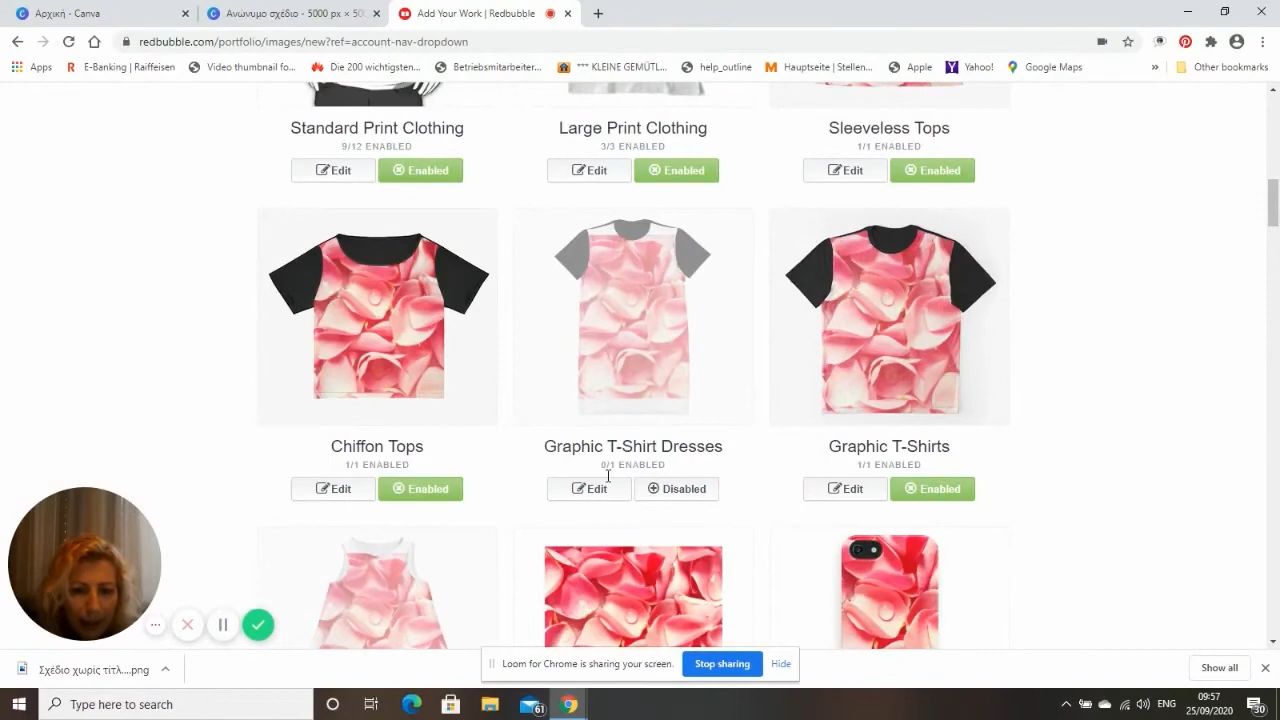 Αρχική - Canva
Ανώνυμο σχέδιο - 5000 px × 50
Add Your Work | Redbubble
redbubble.com/portfolio/images/new?ref=account-nav-dropdown
Apps
E-Banking | Raiffeisen
Video thumbnail fo...
Die 200 wichtigsten...
Betriebsmitarbeiter...
*** KLEINE GEMÜTL...
help_outline
Hauptseite | Stellen...
Apple
Yahoo!
Google Maps
»
Other bookmarks
Standard Print Clothing
Large Print Clothing
Sleeveless Tops
9/12 ENABLED
3/3 ENABLED
1/1 ENABLED
Edit
Enabled
Edit
Enabled
Edit
Enabled
Chiffon Tops
Graphic T-Shirt Dresses
Graphic T-Shirts
1/1 ENABLED
0/1 ENABLED
1/1 ENABLED
Edit
Enabled
Edit
Disabled
Edit
Enabled
Loom for Chrome is sharing your screen.
Stop sharing
Hide
Σχέδιο χωρίς τίτλ....png
Show all
Type here to search
61
ENG
09:57
25/09/2020
30